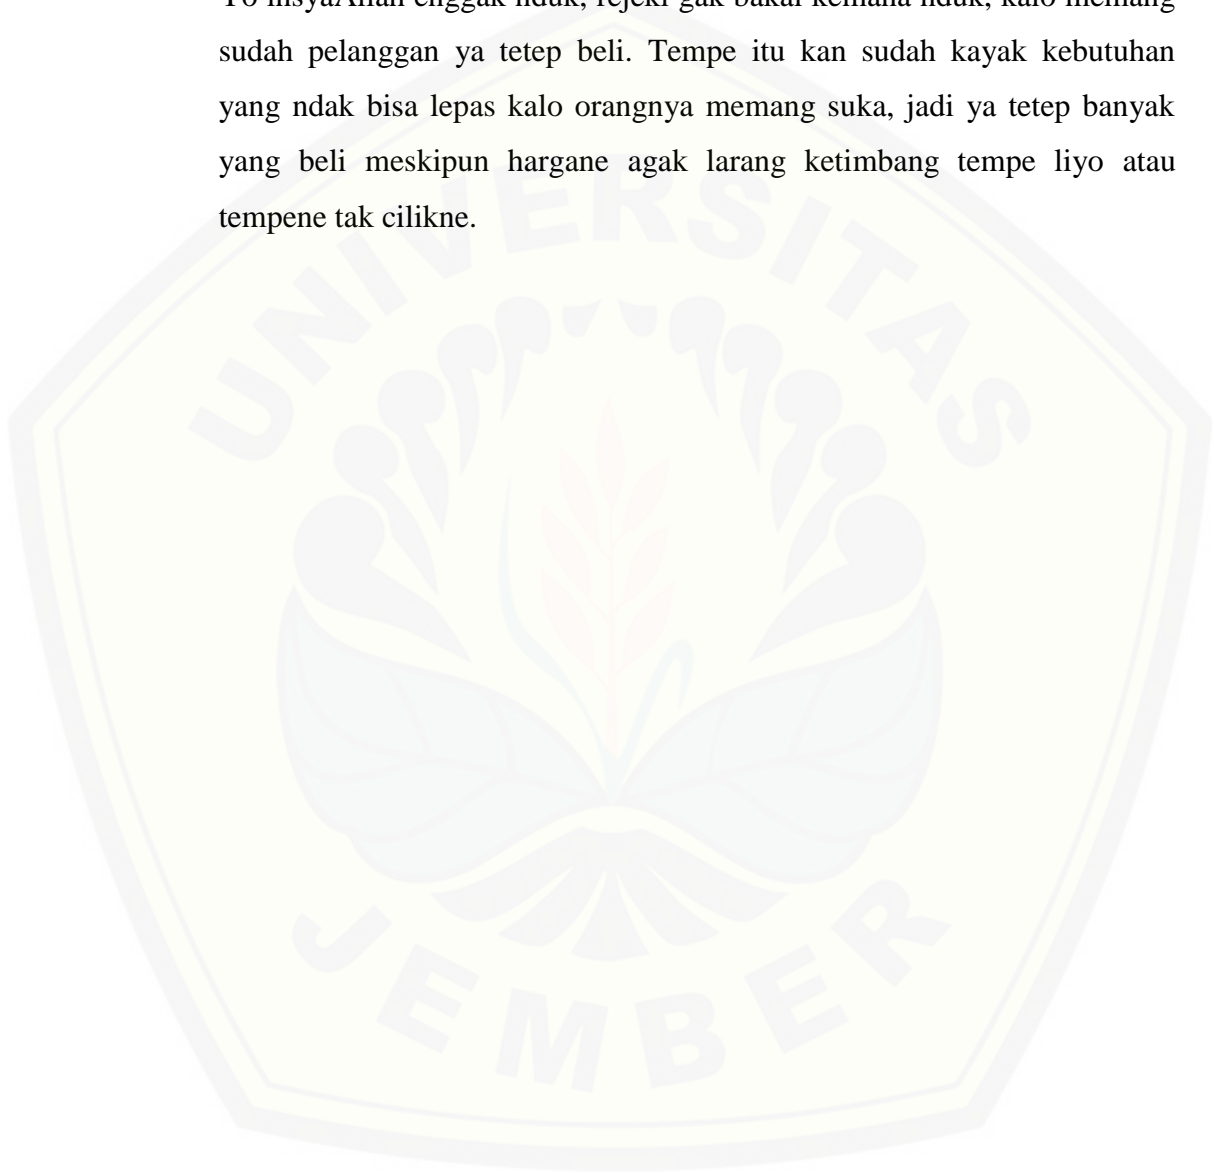 Yo insyaAllah enggak nduk, rejeki gak bakal kemana nduk, kalo memang
sudah pelanggan ya tetep beli. Tempe itu kan sudah kayak kebutuhan
yang ndak bisa lepas kalo orangnya memang suka, jadi ya tetep banyak
yang beli meskipun hargane agak larang ketimbang tempe liyo atau
tempene tak cilikne.
UNIVERSITAS
JEMBER